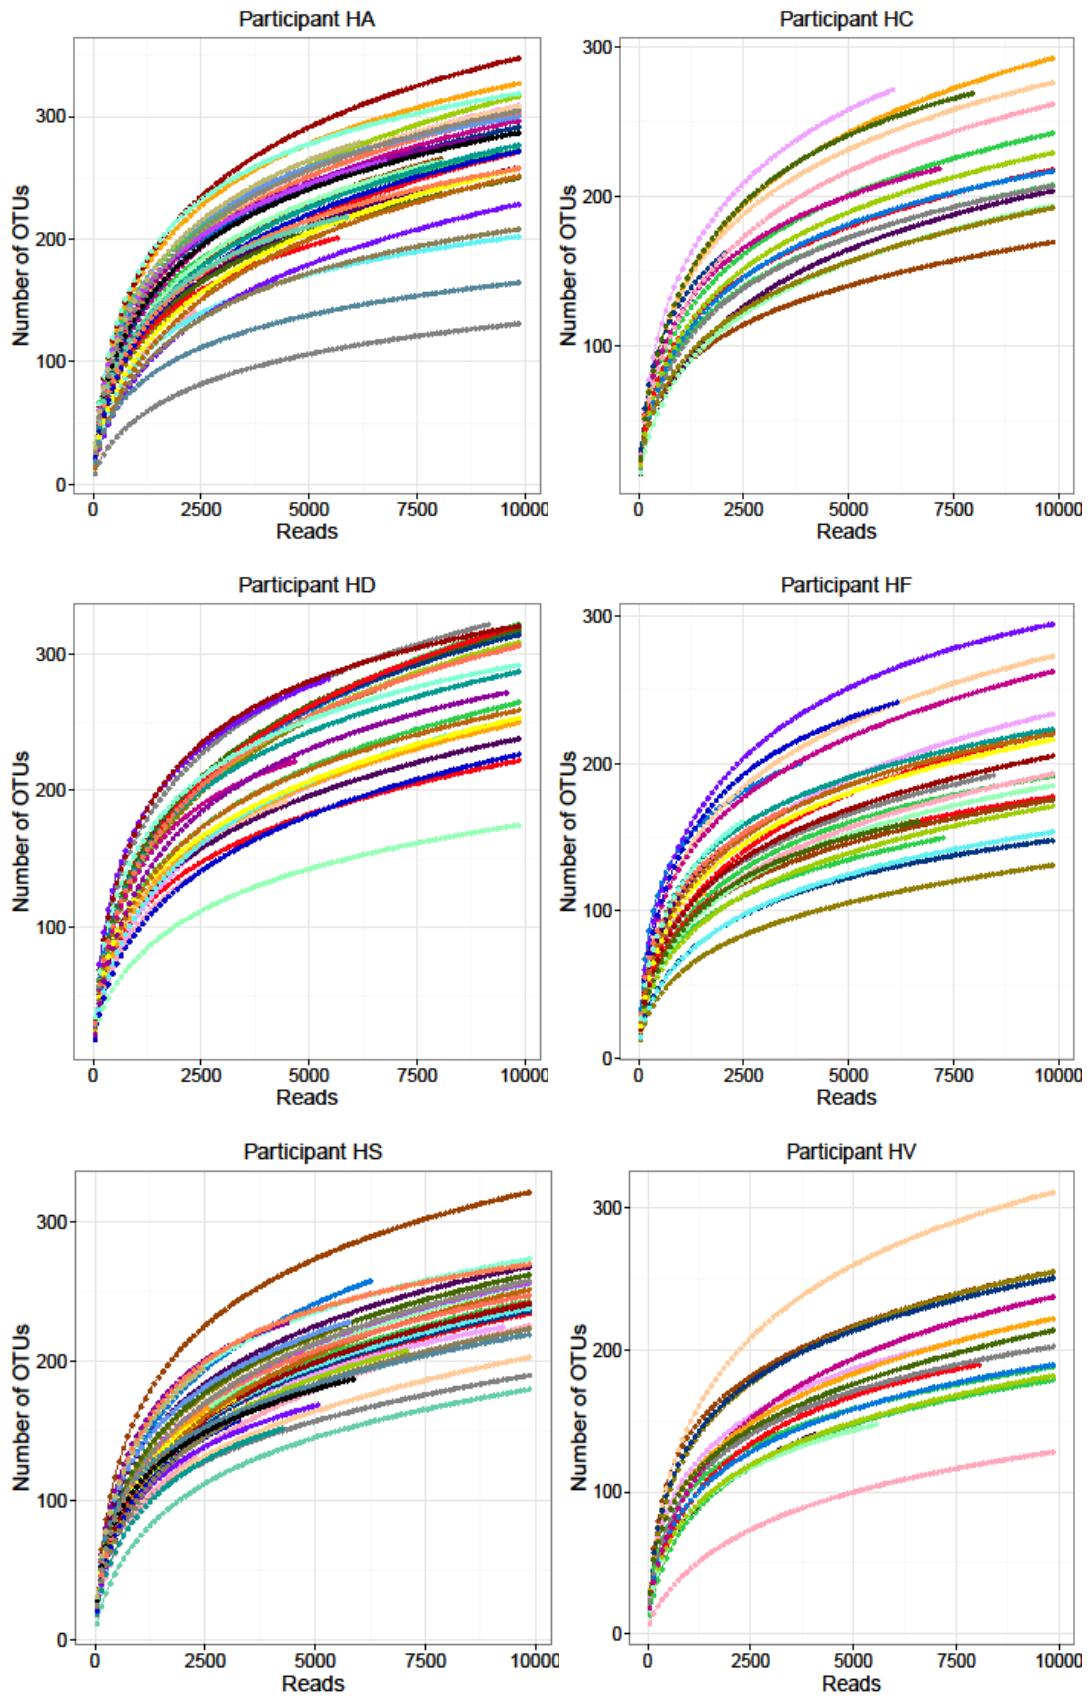 Participant HA
Number of OTUs
300
200
100
0
0 2500 5000 7500 10000
Reads
Participant HC
Number of OTUs
300
200
100
0 2500 5000 7500 10000
Reads
Participant HD
Number of OTUs
300
200
100
0 2500 5000 7500 10000
Reads
Participant HF
Number of OTUs
300
200
100
0
0 2500 5000 7500 10000
Reads
Participant HS
Number of OTUs
300
200
100
0
0 2500 5000 7500 10000
Reads
Participant HV
Number of OTUs
300
200
100
0
0 2500 5000 7500 10000
Reads